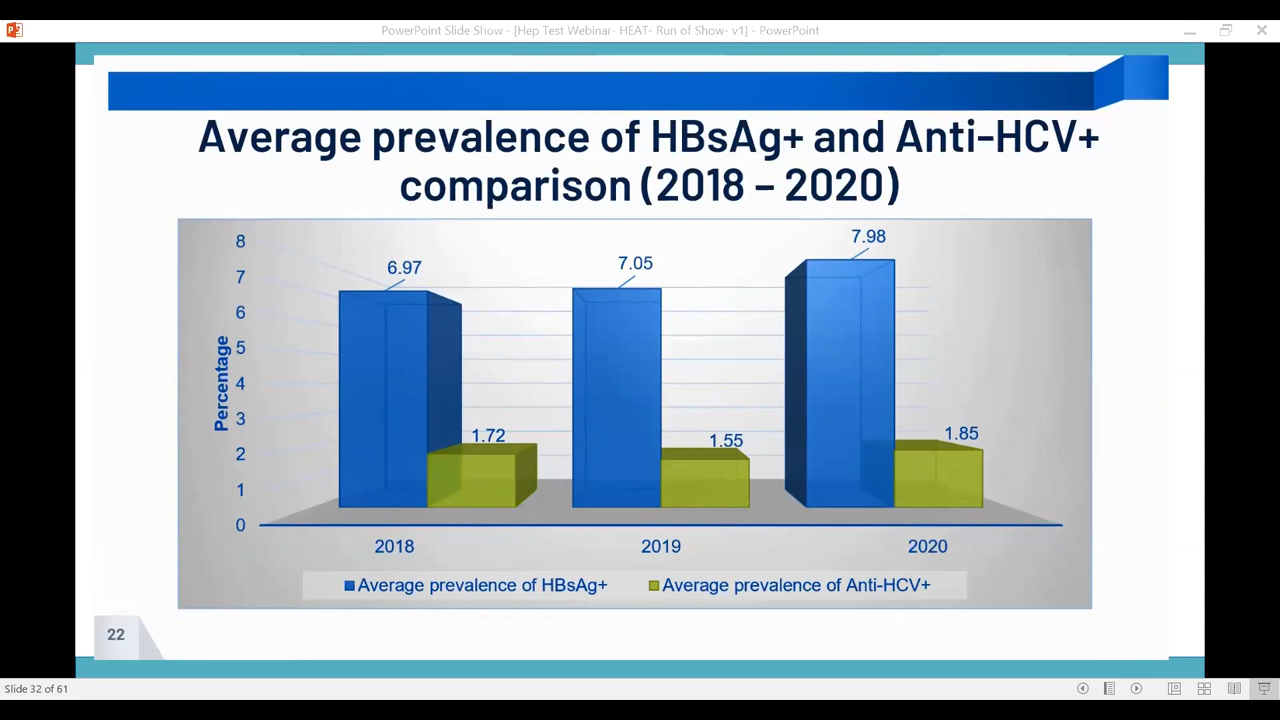 PowerPoint Slide Show - [Hep Test Webinar- HEAT- Run of Show- v1] - PowerPoint
Average prevalence of HBsAg+ and Anti-HCV+
comparison (2018 – 2020)
8
7
6
5
4
3
2
1
0
Percentage
6.97
1.72
7.05
1.55
7.98
1.85
2018 2019 2020
Average prevalence of HBsAg+ Average prevalence of Anti-HCV+
22
Slide 32 of 61